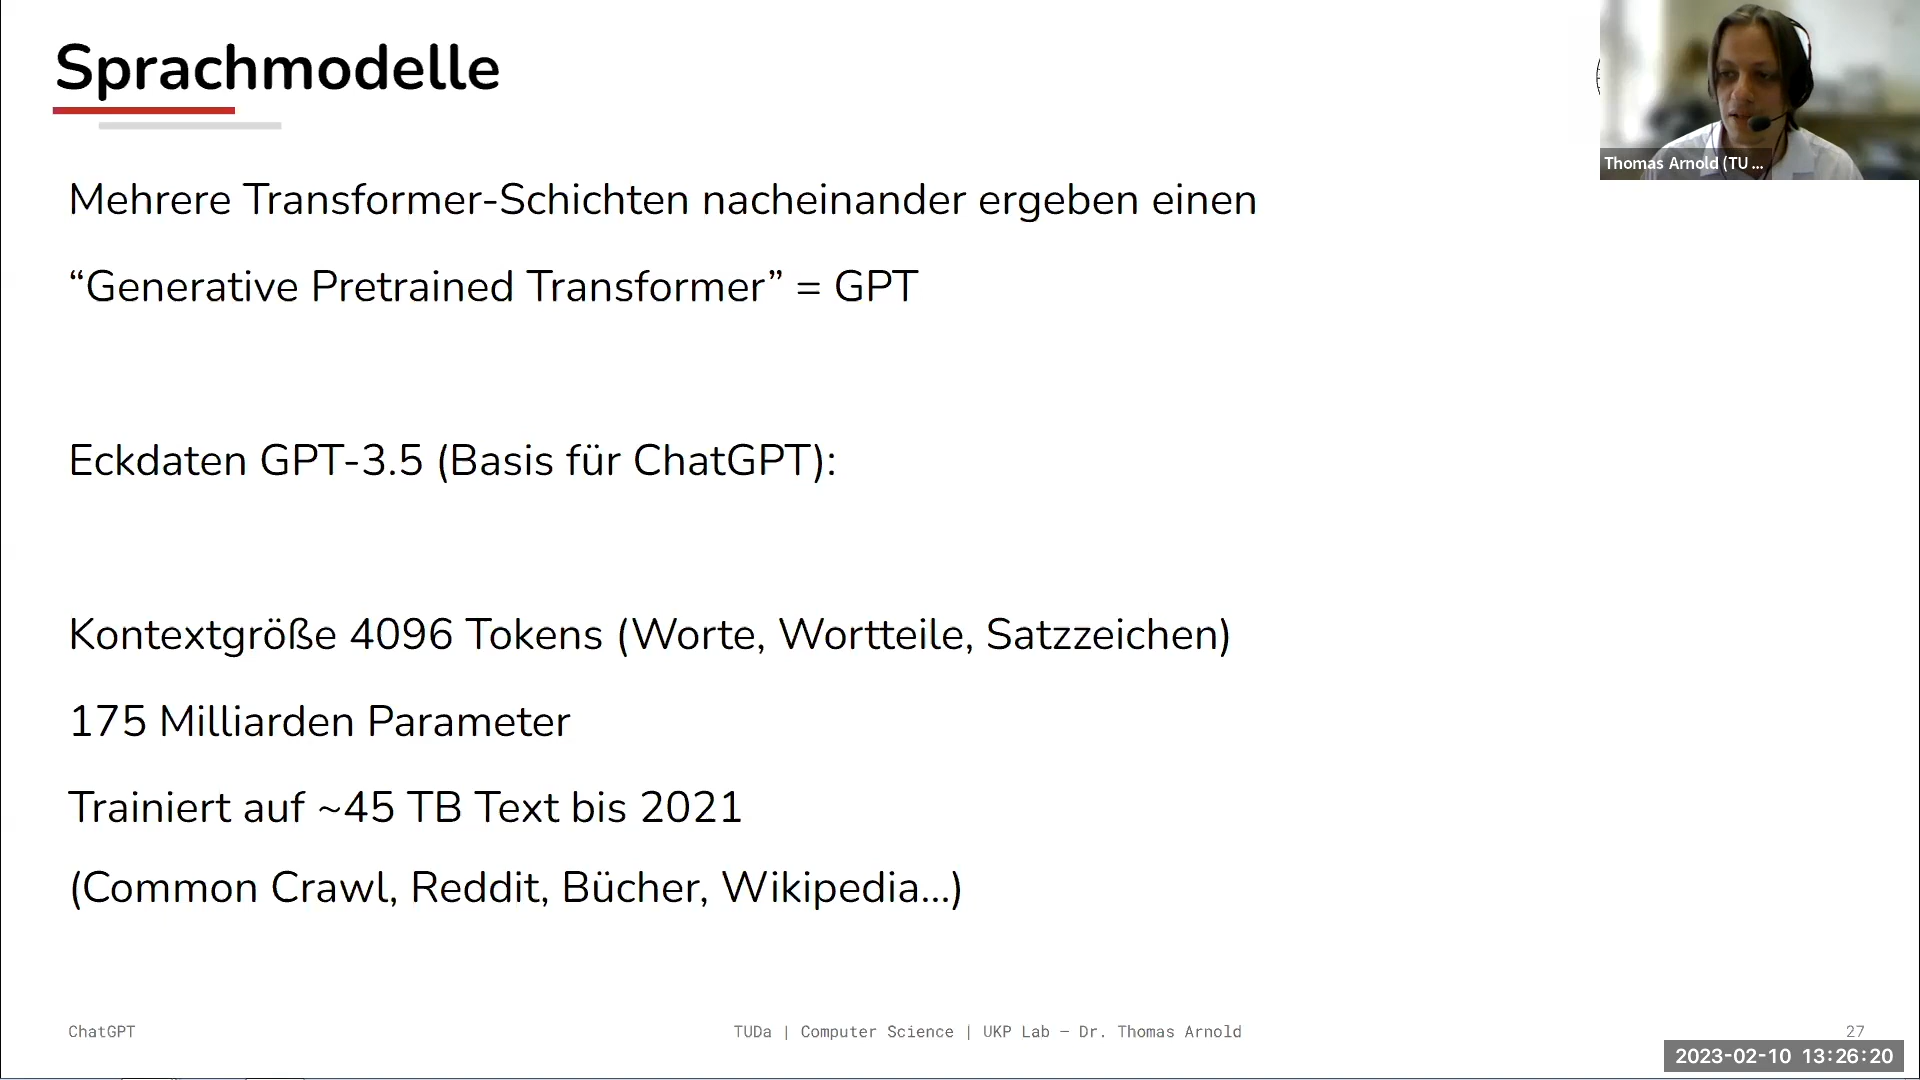 Sprachmodelle
Thomas Arnold (TU ...
Mehrere Transformer-Schichten nacheinander ergeben einen
“Generative Pretrained Transformer” = GPT
Eckdaten GPT-3.5 (Basis für ChatGPT):
Kontextgröße 4096 Tokens (Worte, Wortteile, Satzzeichen)
175 Milliarden Parameter
Trainiert auf ~45 TB Text bis 2021
(Common Crawl, Reddit, Bücher, Wikipedia...)
ChatGPT
TUDa | Computer Science | UKP Lab – Dr. Thomas Arnold
27
2023-02-10 13:26:20